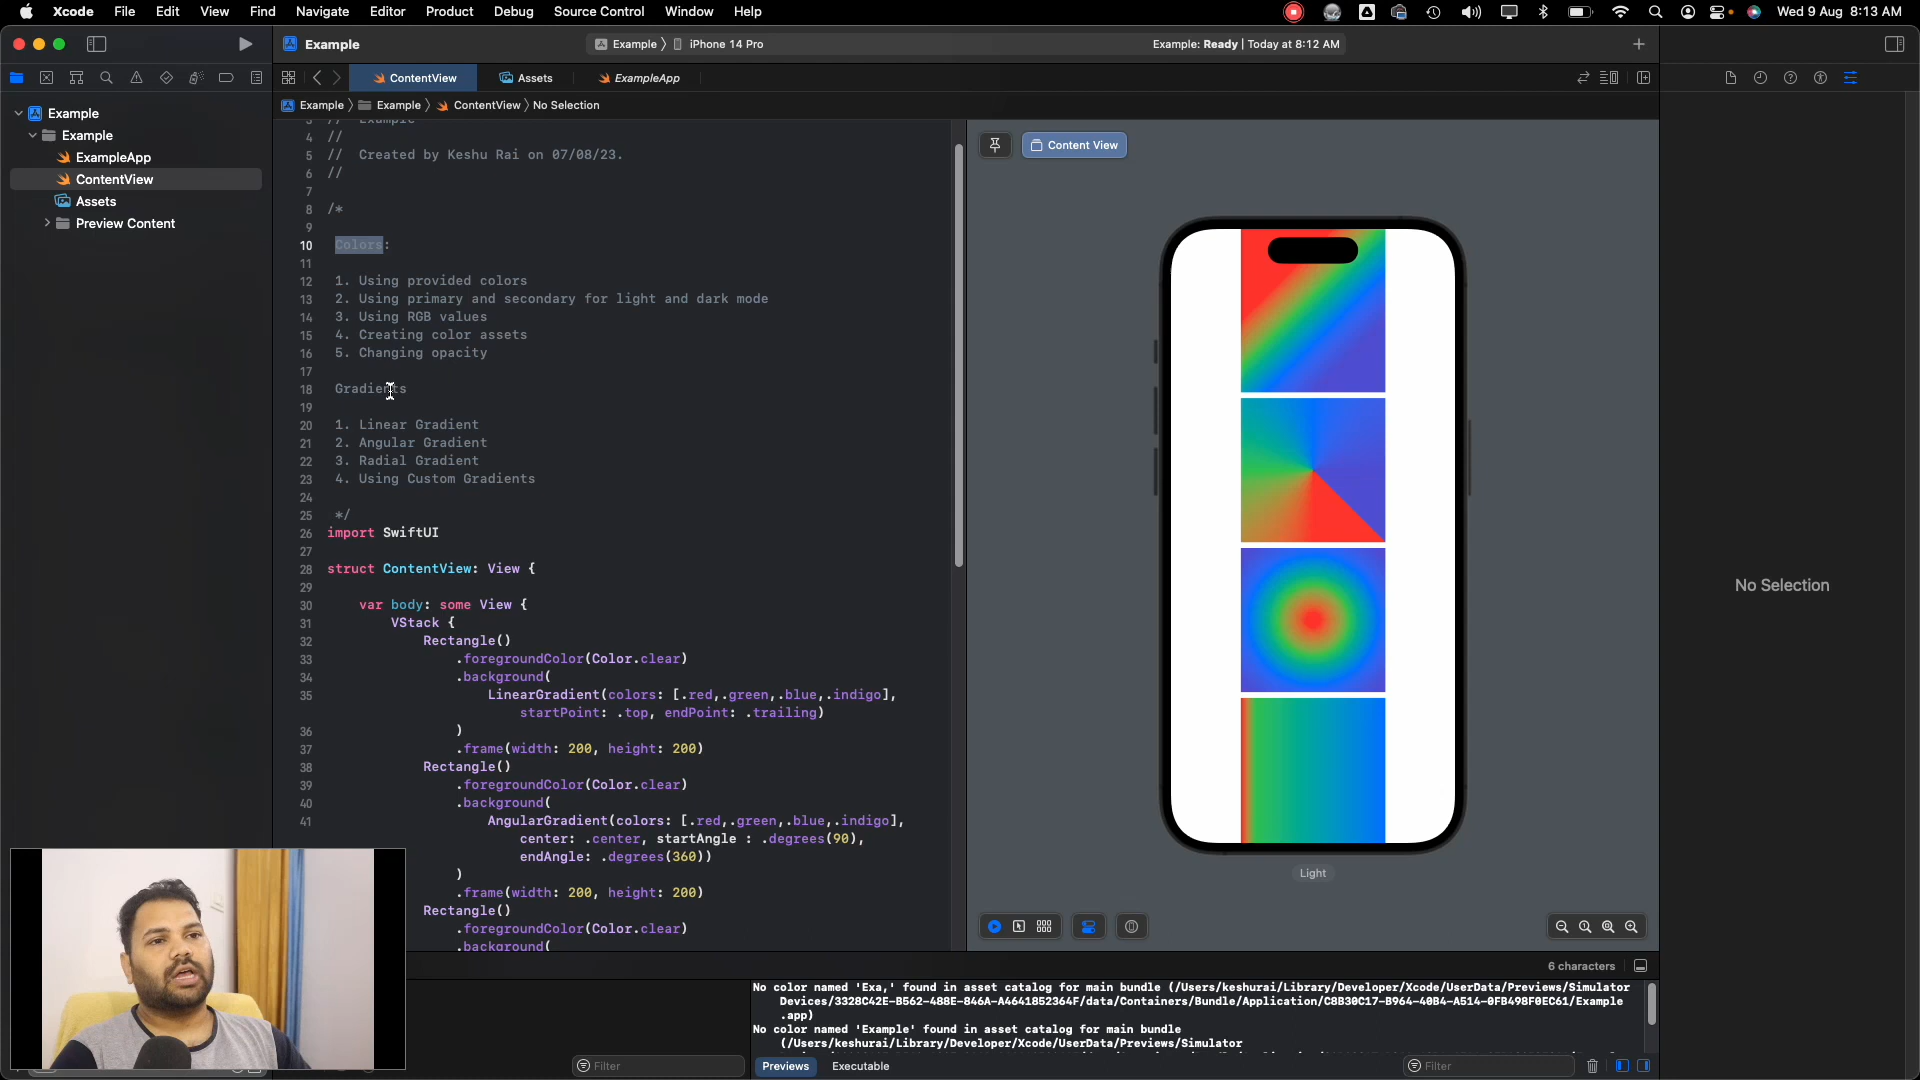 Xcode File Edit View Find Navigate Editor Product Debug Source Control Window Help Wed 9 Aug 8:13 AM
Example
Example 〉 iPhone 14 Pro
Example: Ready | Today at 8:12 AM
ContentView
Assets
ExampleApp
Example 〉 Example 〉 ContentView 〉 No Selection
Example
Example
ExampleApp
ContentView
Assets
Preview Content
3 // Example
4 //
5 // Created by Keshu Rai on 07/08/23.
6 //
7
8 /*
9
10 Colors:
11
12 1. Using provided colors
13 2. Using primary and secondary for light and dark mode
14 3. Using RGB values
15 4. Creating color assets
16 5. Changing opacity
17
18 Gradients
19
20 1. Linear Gradient
21 2. Angular Gradient
22 3. Radial Gradient
23 4. Using Custom Gradients
24
25 */
26 import SwiftUI
27
28 struct ContentView: View {
29
30 var body: some View {
31 VStack {
32 Rectangle()
33 .foregroundColor(Color.clear)
34 .background(
35 LinearGradient(colors: [.red,.green,.blue,.indigo],
startPoint: .top, endPoint: .trailing)
36 )
37 .frame(width: 200, height: 200)
38 Rectangle()
39 .foregroundColor(Color.clear)
40 .background(
41 AngularGradient(colors: [.red,.green,.blue,.indigo],
center: .center, startAngle : .degrees(90),
endAngle: .degrees(360))
)
.frame(width: 200, height: 200)
Rectangle()
.foregroundColor(Color.clear)
.background(
Content View
Light
No Selection
6 characters
No color named 'Exa,' found in asset catalog for main bundle (/Users/keshurai/Library/Developer/Xcode/UserData/Previews/Simulator
Devices/3328C42E-B562-488E-846A-A4641852364F/data/Containers/Bundle/Application/C8B30C17-B964-40B4-A514-0FB498F0EC61/Example
.app)
No color named 'Example' found in asset catalog for main bundle
(/Users/keshurai/Library/Developer/Xcode/UserData/Previews/Simulator
Filter
Previews
Executable
Filter